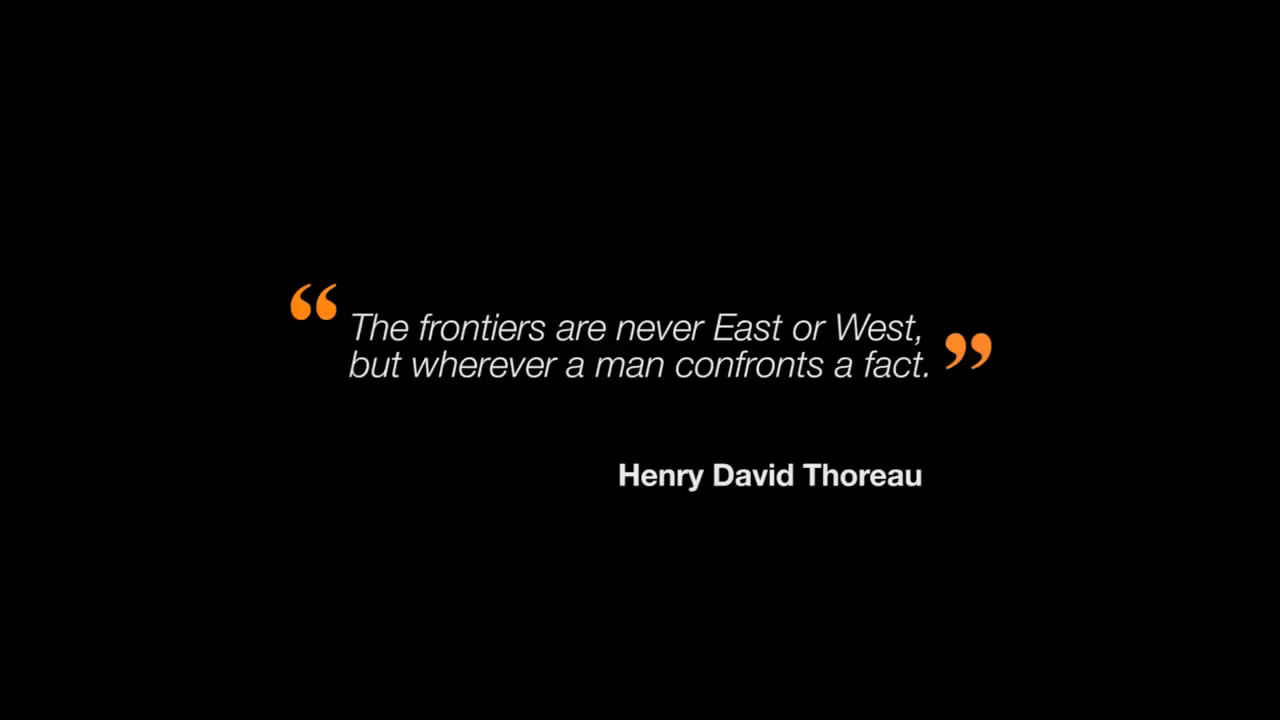 “The frontiers are never East or West,
but wherever a man confronts a fact.”
Henry David Thoreau